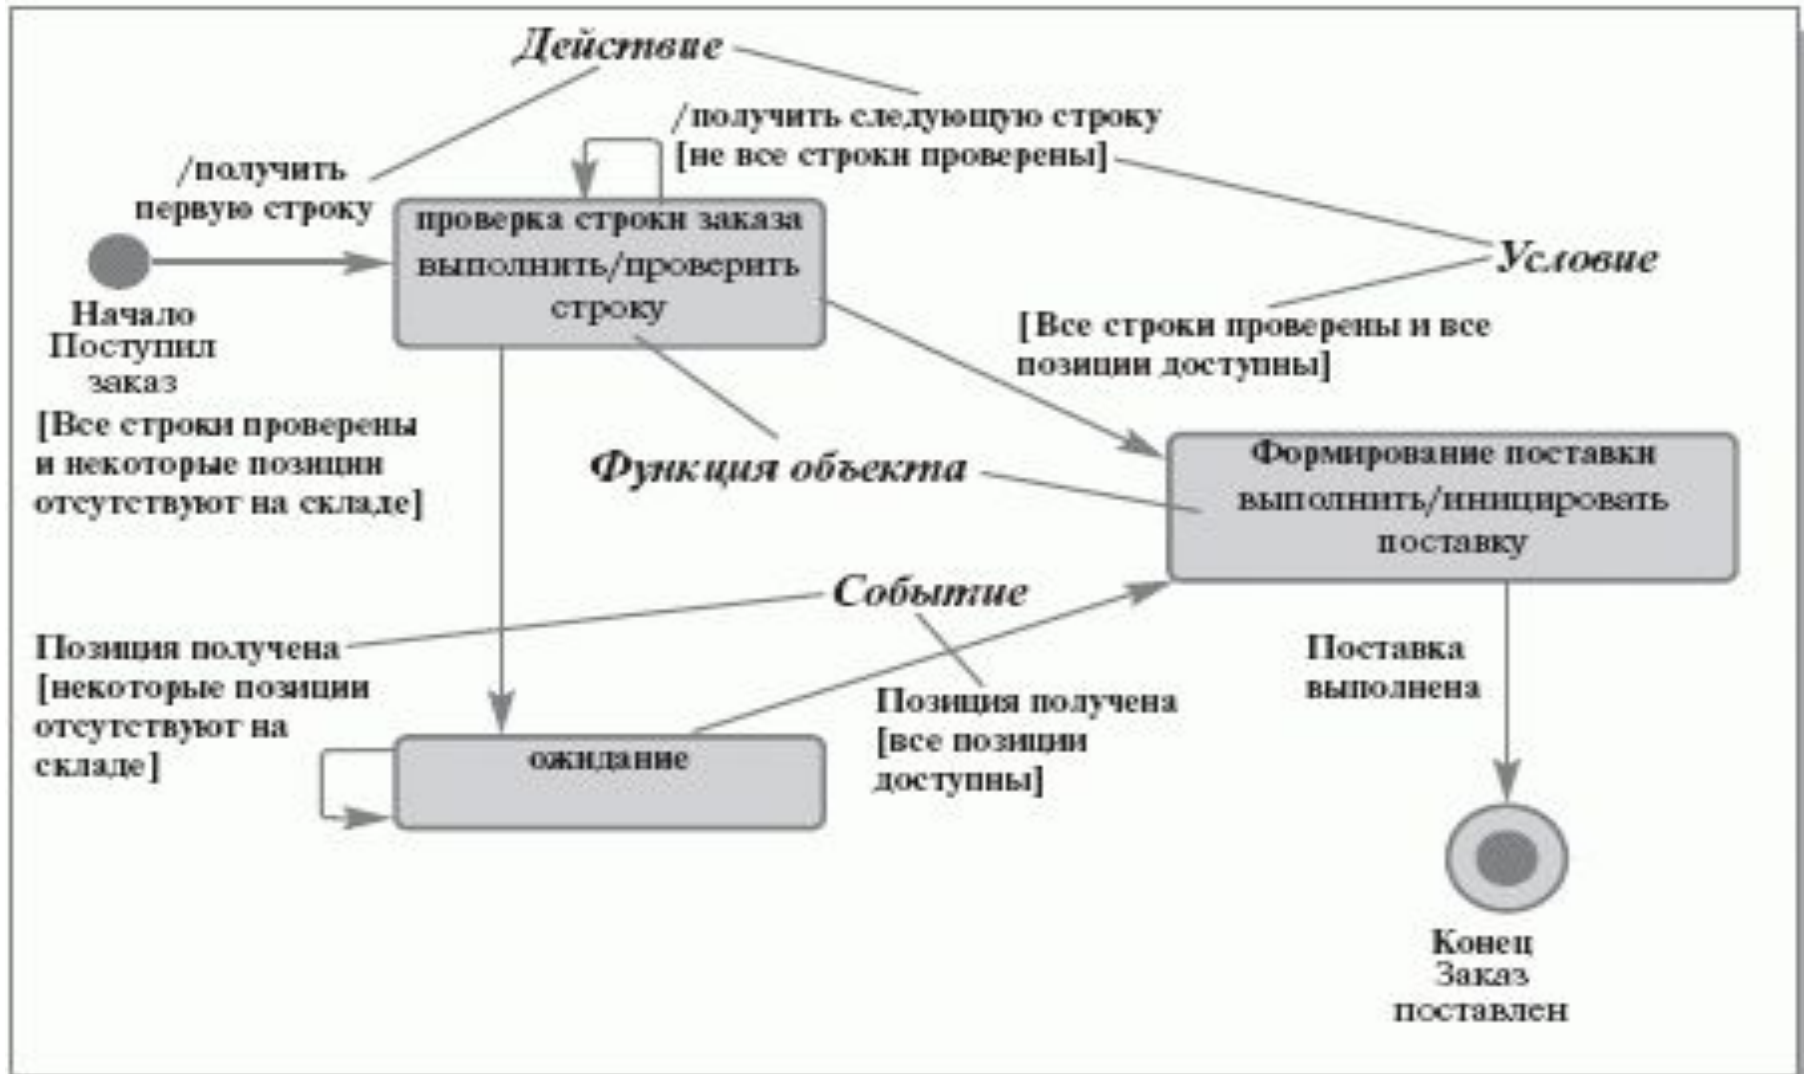 Действие
/получить следующую строку
[не все строки проверены]
/получить
первую строку
проверка строки заказа
выполнить/проверить
строку
Условие
Начало
Поступил
заказ
[Все строки проверены и все
позиции доступны]
[Все строки проверены
и некоторые позиции
отсутствуют на складе]
Функция объекта
Формирование поставки
выполнить/иницировать
поставку
Событие
Позиция получена
[некоторые позиции
отсутствуют на
складе]
Поставка
выполнена
Позиция получена
[все позиции
доступны]
ожидание
Конец
Заказ
поставлен